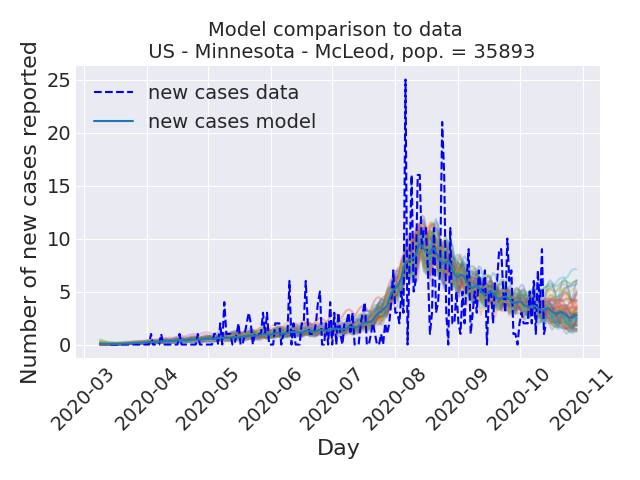 Model comparison to data
US - Minnesota - McLeod, pop. = 35893
Number of new cases reported
25
20
15
10
5
0
new cases data
new cases model
2020-03
2020-04
2020-05
2020-06
2020-07
2020-08
2020-09
2020-10
2020-11
Day